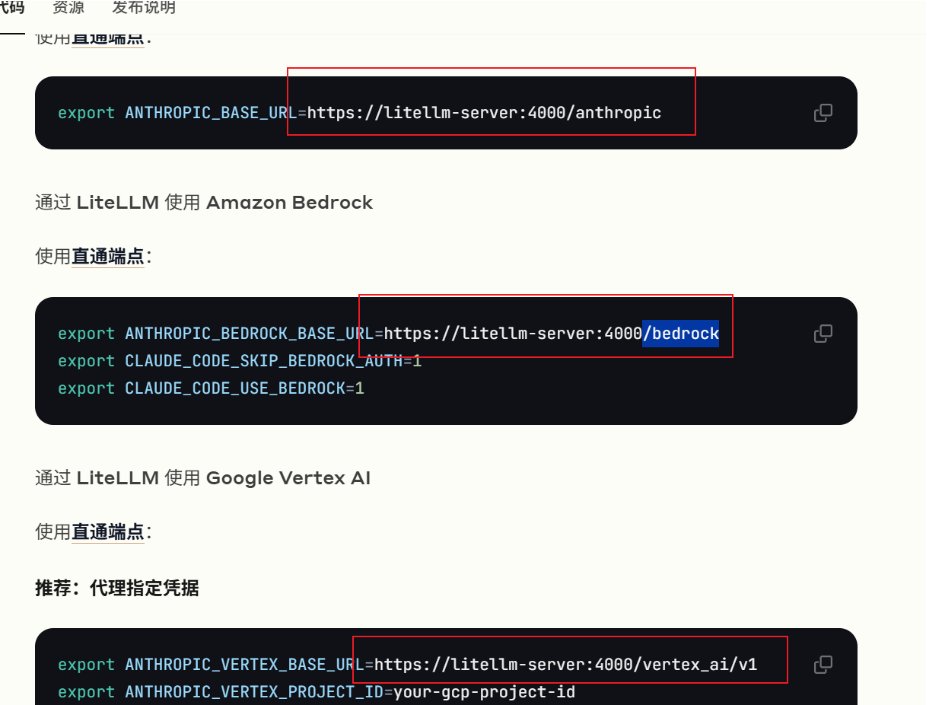 代码 资源 发布说明
使用直通端点：
export ANTHROPIC_BASE_URL=https://litellm-server:4000/anthropic
通过 LiteLLM 使用 Amazon Bedrock
使用直通端点：
export ANTHROPIC_BEDROCK_BASE_URL=https://litellm-server:4000/bedrock
export CLAUDE_CODE_SKIP_BEDROCK_AUTH=1
export CLAUDE_CODE_USE_BEDROCK=1
通过 LiteLLM 使用 Google Vertex AI
使用直通端点：
推荐：代理指定凭据
export ANTHROPIC_VERTEX_BASE_URL=https://litellm-server:4000/vertex_ai/v1
export ANTHROPIC_VERTEX_PROJECT_ID=your-gcp-project-id